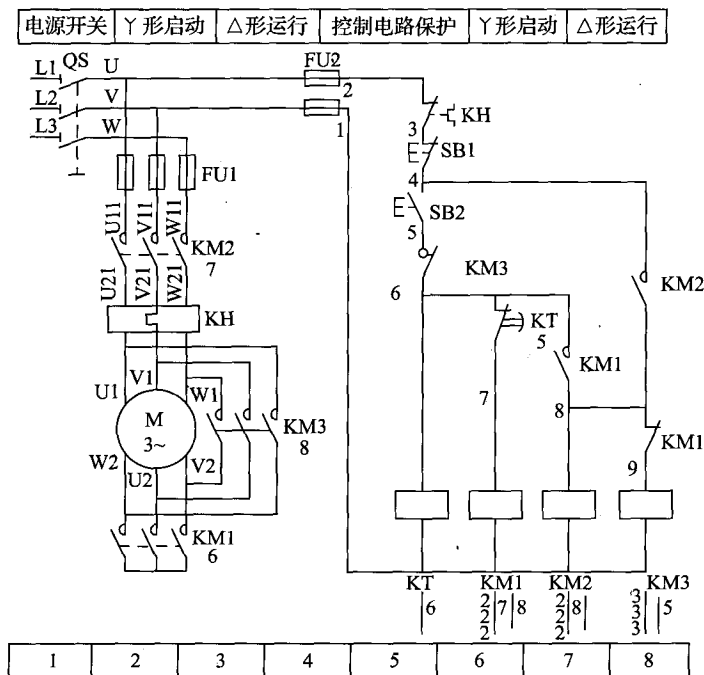 电源开关 Y 形启动 △形运行 控制电路保护 Y 形启动 △形运行
L1 QS U FU2
2
L2 V
1
L3 W
KH
3
SB1
FU1
4
SB2
U11 V11 W11
5
KM2
7
KM3
KM2
U21 V21 W21
6
KH
KT
5
KM1
V1
U1 W1
7
8
M
3~
KM3
8
KM1
W2 V2
U2
9
KM1
6
KT KM1 KM2 KM3
6
2 2 2 7 8
2 2 2 8
3 3 3 5
1 2 3 4 5 6 7 8